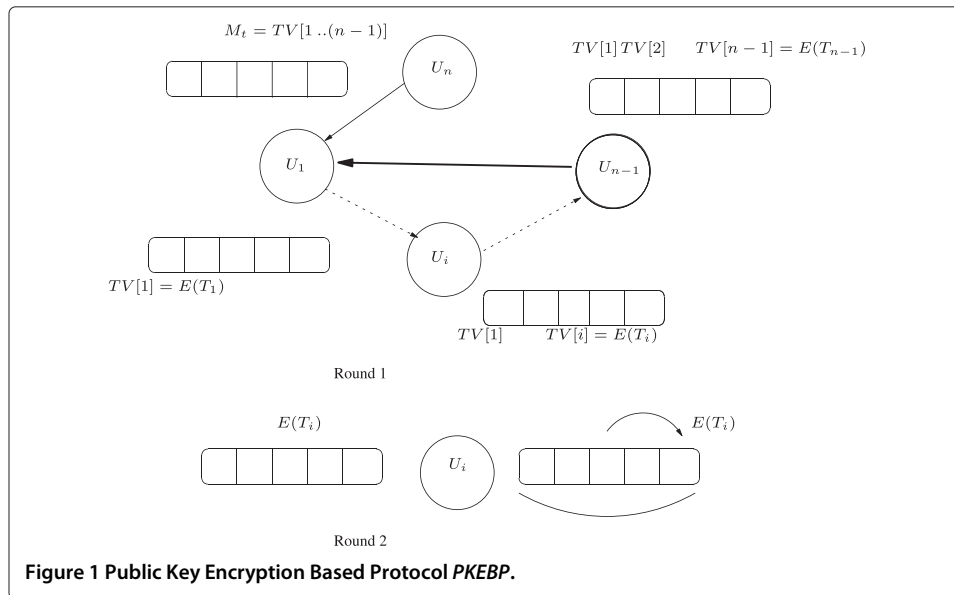 M_t = TV[1 ..(n − 1)]
U_n
TV[1] TV[2] TV[n − 1] = E(T_{n−1})
U_1
U_{n−1}
U_i
TV[1] = E(T_1)
TV[1] TV[i] = E(T_i)
Round 1
E(T_i)
U_i
E(T_i)
Round 2
Figure 1 Public Key Encryption Based Protocol PKEBP.